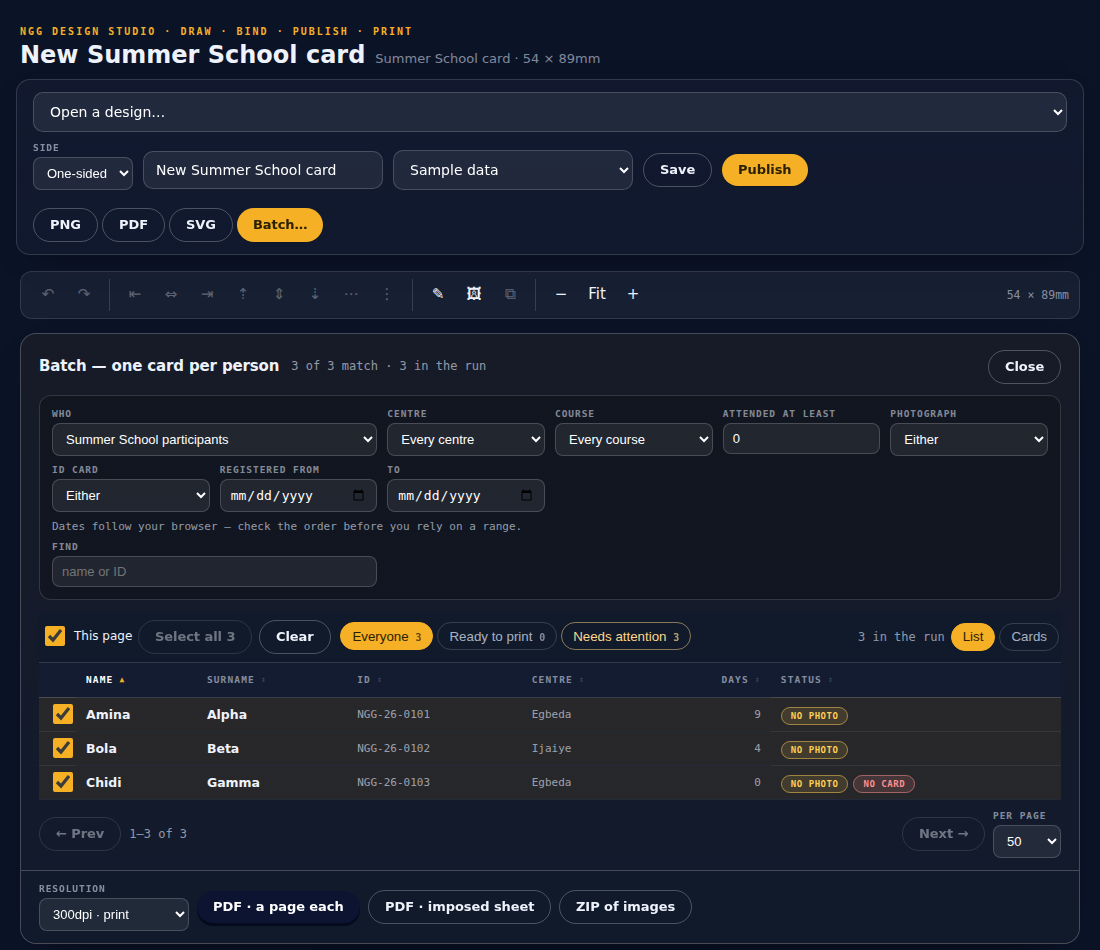 NGG DESIGN STUDIO · DRAW · BIND · PUBLISH · PRINT
New Summer School card Summer School card · 54 × 89mm
Open a design…
SIDE
One-sided New Summer School card Sample data Save Publish
PNG PDF SVG Batch…
Fit 54 × 89mm
Batch — one card per person 3 of 3 match · 3 in the run Close
WHO CENTRE COURSE ATTENDED AT LEAST PHOTOGRAPH
Summer School participants Every centre Every course 0 Either
ID CARD REGISTERED FROM TO
Either mm/dd/yyyy mm/dd/yyyy
Dates follow your browser — check the order before you rely on a range.
FIND
name or ID
This page Select all 3 Clear Everyone 3 Ready to print 0 Needs attention 3 3 in the run List Cards
NAME ▲ SURNAME ↕ ID ↕ CENTRE ↕ DAYS ↕ STATUS ↕
Amina Alpha NGG-26-0101 Egbeda 9 NO PHOTO
Bola Beta NGG-26-0102 Ijaiye 4 NO PHOTO
Chidi Gamma NGG-26-0103 Egbeda 0 NO PHOTO NO CARD
← Prev 1–3 of 3 Next → PER PAGE
50
RESOLUTION
300dpi · print PDF · a page each PDF · imposed sheet ZIP of images